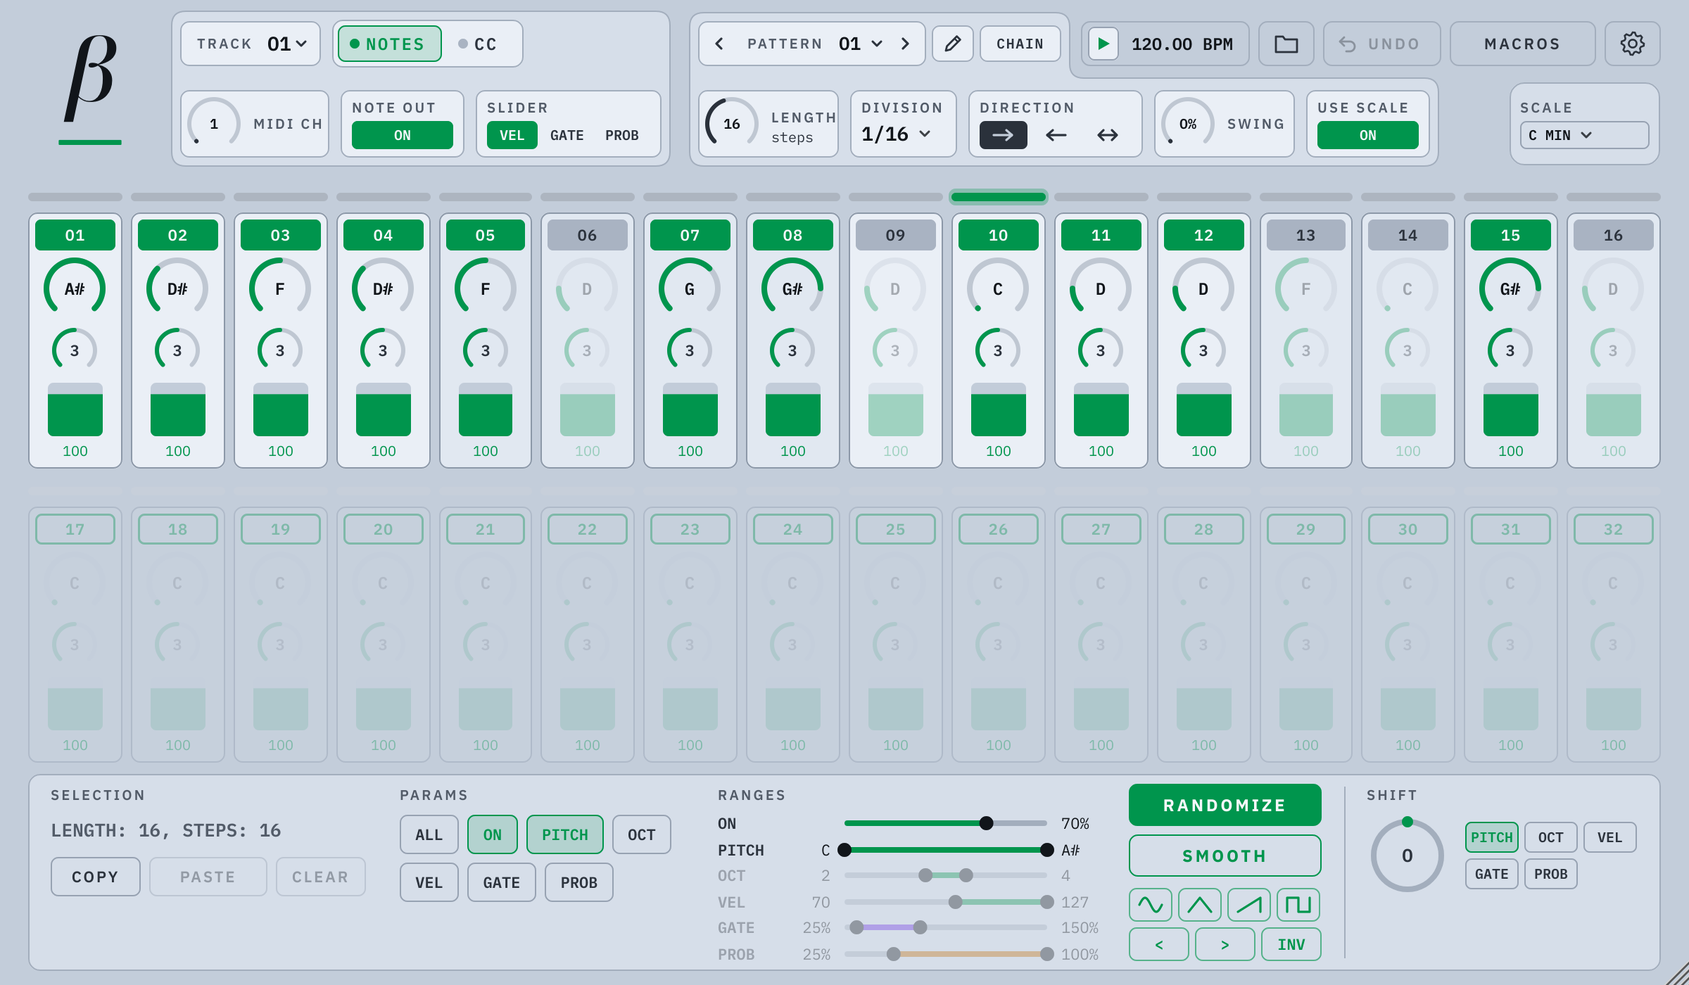 β
TRACK 01
NOTES CC
PATTERN 01
CHAIN
120.00 BPM
UNDO
MACROS
1 MIDI CH
NOTE OUT
ON
SLIDER
VEL GATE PROB
16 LENGTH
steps
DIVISION
1/16
DIRECTION
0% SWING
USE SCALE
ON
SCALE
C MIN
01 02 03 04 05 06 07 08 09 10 11 12 13 14 15 16
A# D# F D# F D G G# D C D D F C G# D
3 3 3 3 3 3 3 3 3 3 3 3 3 3 3 3
100 100 100 100 100 100 100 100 100 100 100 100 100 100 100 100
17 18 19 20 21 22 23 24 25 26 27 28 29 30 31 32
C C C C C C C C C C C C C C C C
3 3 3 3 3 3 3 3 3 3 3 3 3 3 3 3
100 100 100 100 100 100 100 100 100 100 100 100 100 100 100 100
SELECTION
LENGTH: 16, STEPS: 16
COPY PASTE CLEAR
PARAMS
ALL ON PITCH OCT
VEL GATE PROB
RANGES
ON 70%
PITCH C A#
OCT 2 4
VEL 70 127
GATE 25% 150%
PROB 25% 100%
RANDOMIZE
SMOOTH
< > INV
SHIFT
0
PITCH OCT VEL
GATE PROB